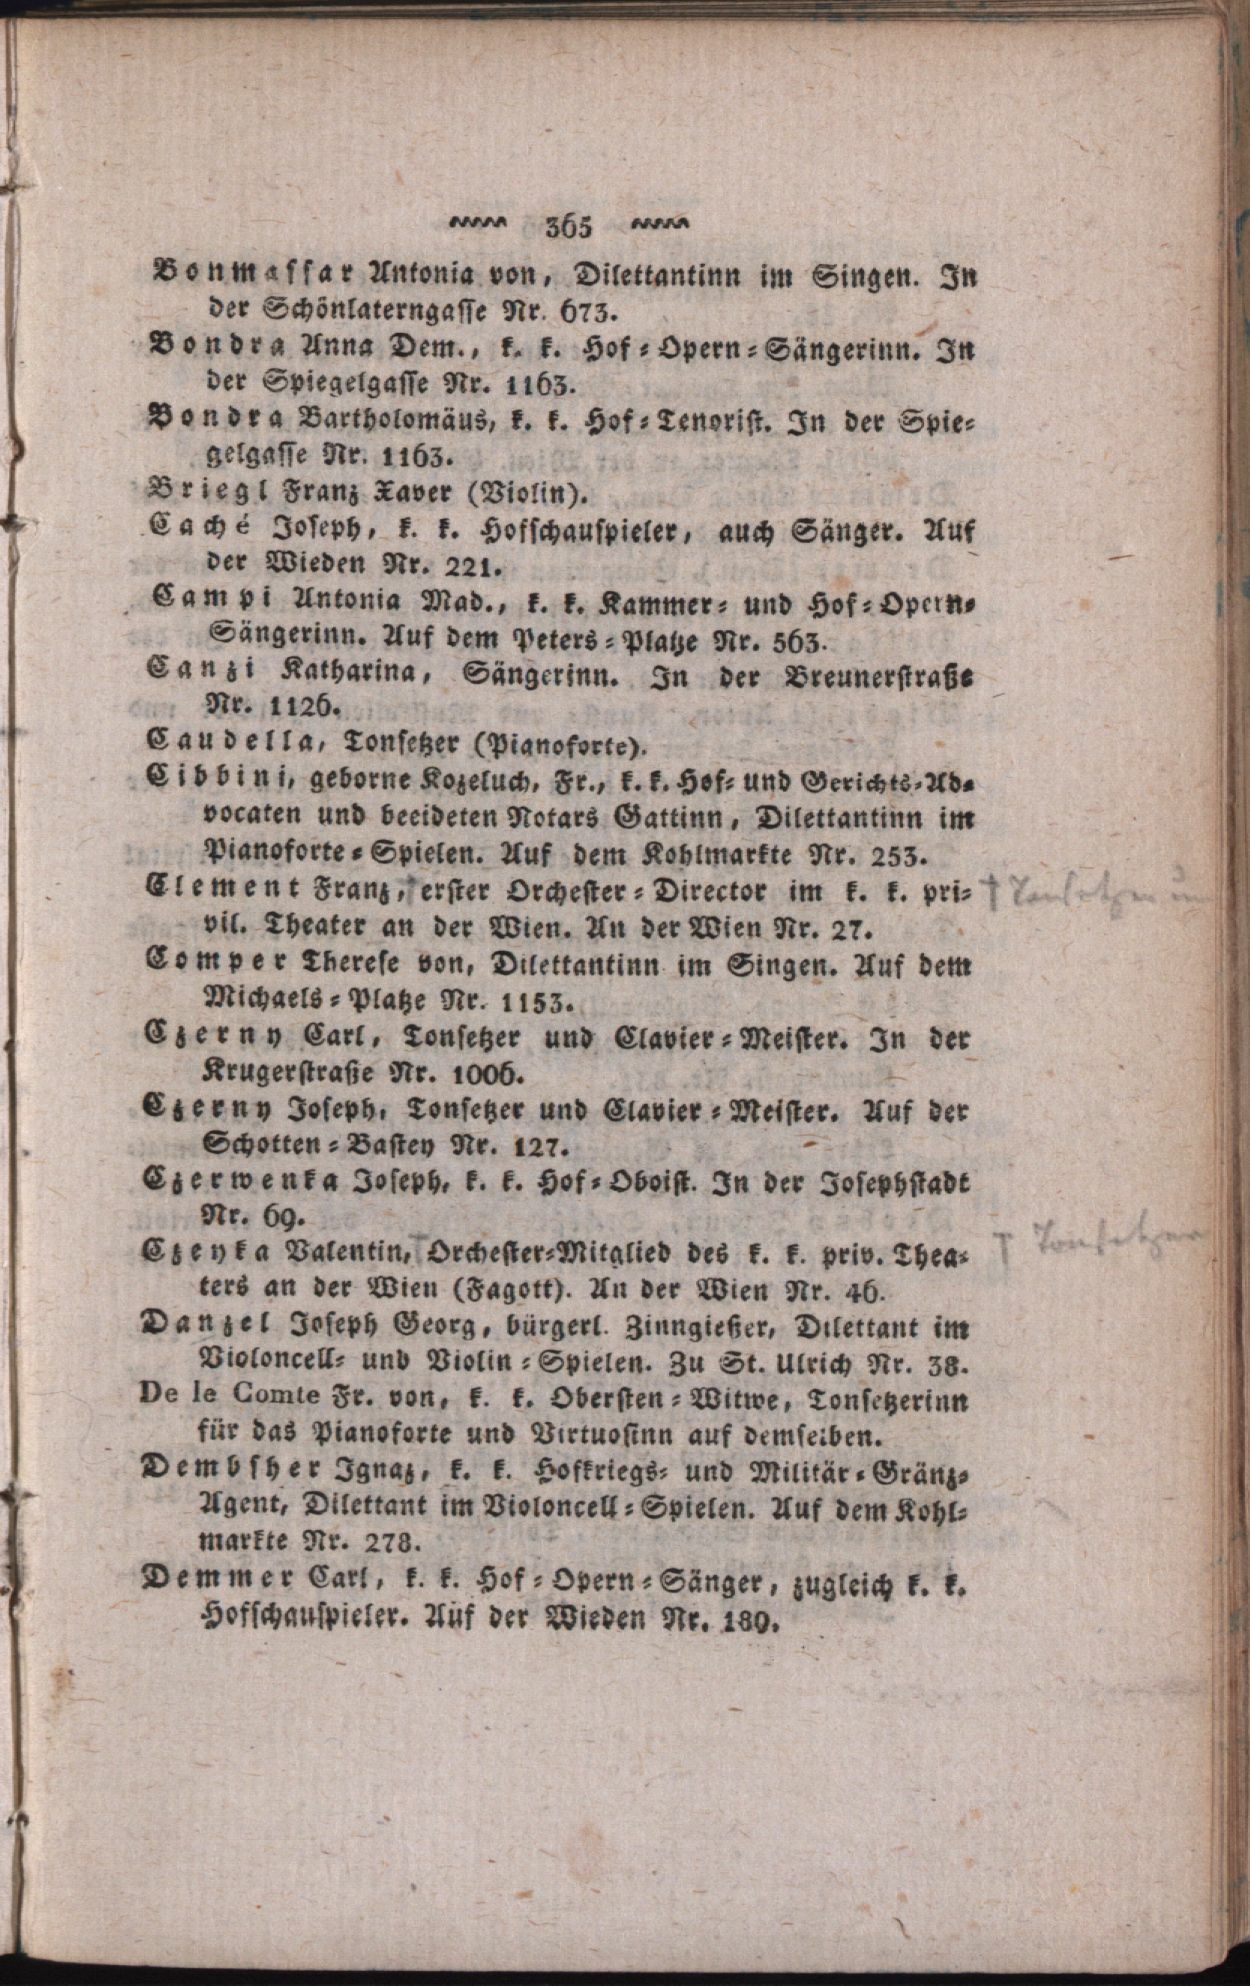 365
Bonmassar Antonia von, Dilettantinn im Singen. In
der Schönlaterngasse Nr. 673.
Bondra Anna Dem., k. k. Hof-Opern-Sängerinn. In
der Spiegelgasse Nr. 1163.
Bondra Bartholomäus, k. k. Hof-Tenorist. In der Spie-
gelgasse Nr. 1163.
Briegl Franz Xaver (Violin).
Caché Joseph, k. k. Hofschauspieler, auch Sänger. Auf
der Wieden Nr. 221.
Campi Antonia Mad., k. k. Kammer- und Hof-Opern-
Sängerinn. Auf dem Peters-Platze Nr. 563.
Canzi Katharina, Sängerinn. In der Breunerstraße
Nr. 1126.
Caudella, Tonsetzer (Pianoforte).
Cibbini, geborne Kozeluch, Fr., k. k. Hof- und Gerichts-Ad-
vocaten und beeideten Notars Gattinn, Dilettantinn im
Pianoforte-Spielen. Auf dem Kohlmarkte Nr. 253.
Clement Franz,† erster Orchester-Director im k. k. pri- † Tonsetzer un
vil. Theater an der Wien. An der Wien Nr. 27.
Comper Therese von, Dilettantinn im Singen. Auf dem
Michaels-Platze Nr. 1153.
Czerny Carl, Tonsetzer und Clavier-Meister. In der
Krugerstraße Nr. 1006.
Czerny Joseph, Tonsetzer und Clavier-Meister. Auf der
Schotten-Bastey Nr. 127.
Czerwenka Joseph, k. k. Hof-Oboist. In der Josephstadt
Nr. 69.
Czeyka Valentin,† Orchester-Mitglied des k. k. priv. Thea- † Tonsetzer
ters an der Wien (Fagott). An der Wien Nr. 46.
Danzel Joseph Georg, bürgerl. Zinngießer, Dilettant im
Violoncell- und Violin-Spielen. Zu St. Ulrich Nr. 38.
De le Comte Fr. von, k. k. Obersten-Witwe, Tonsetzerinn
für das Pianoforte und Virtuosinn auf demselben.
Dembsher Ignaz, k. k. Hofkriegs- und Militär-Gränz-
Agent, Dilettant im Violoncell-Spielen. Auf dem Kohl-
markte Nr. 278.
Demmer Carl, k. k. Hof-Opern-Sänger, zugleich k. k.
Hofschauspieler. Auf der Wieden Nr. 180.